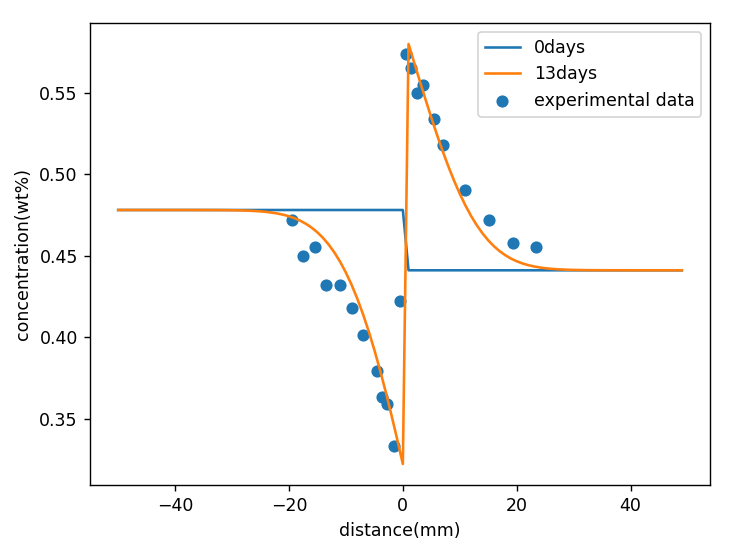 0days
13days
experimental data
0.55
0.50
0.45
0.40
0.35
concentration(wt%)
−40
−20
0
20
40
distance(mm)